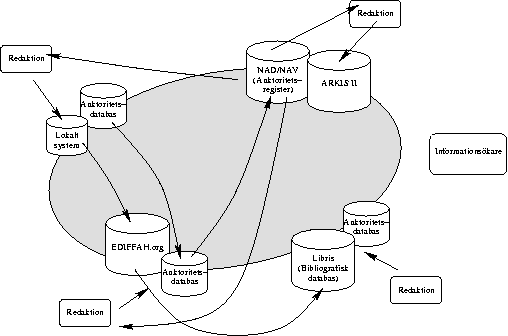 Redaktion
Redaktion
NAD/NAV
(Auktoritets–
register)
ARKIS II
Auktoritets–
databas
Lokalt
system
Informationsökare
Auktoritets–
databas
EDIFFAH.org
Libris
(Bibliografisk
databas)
Auktoritets–
databas
Redaktion
Redaktion